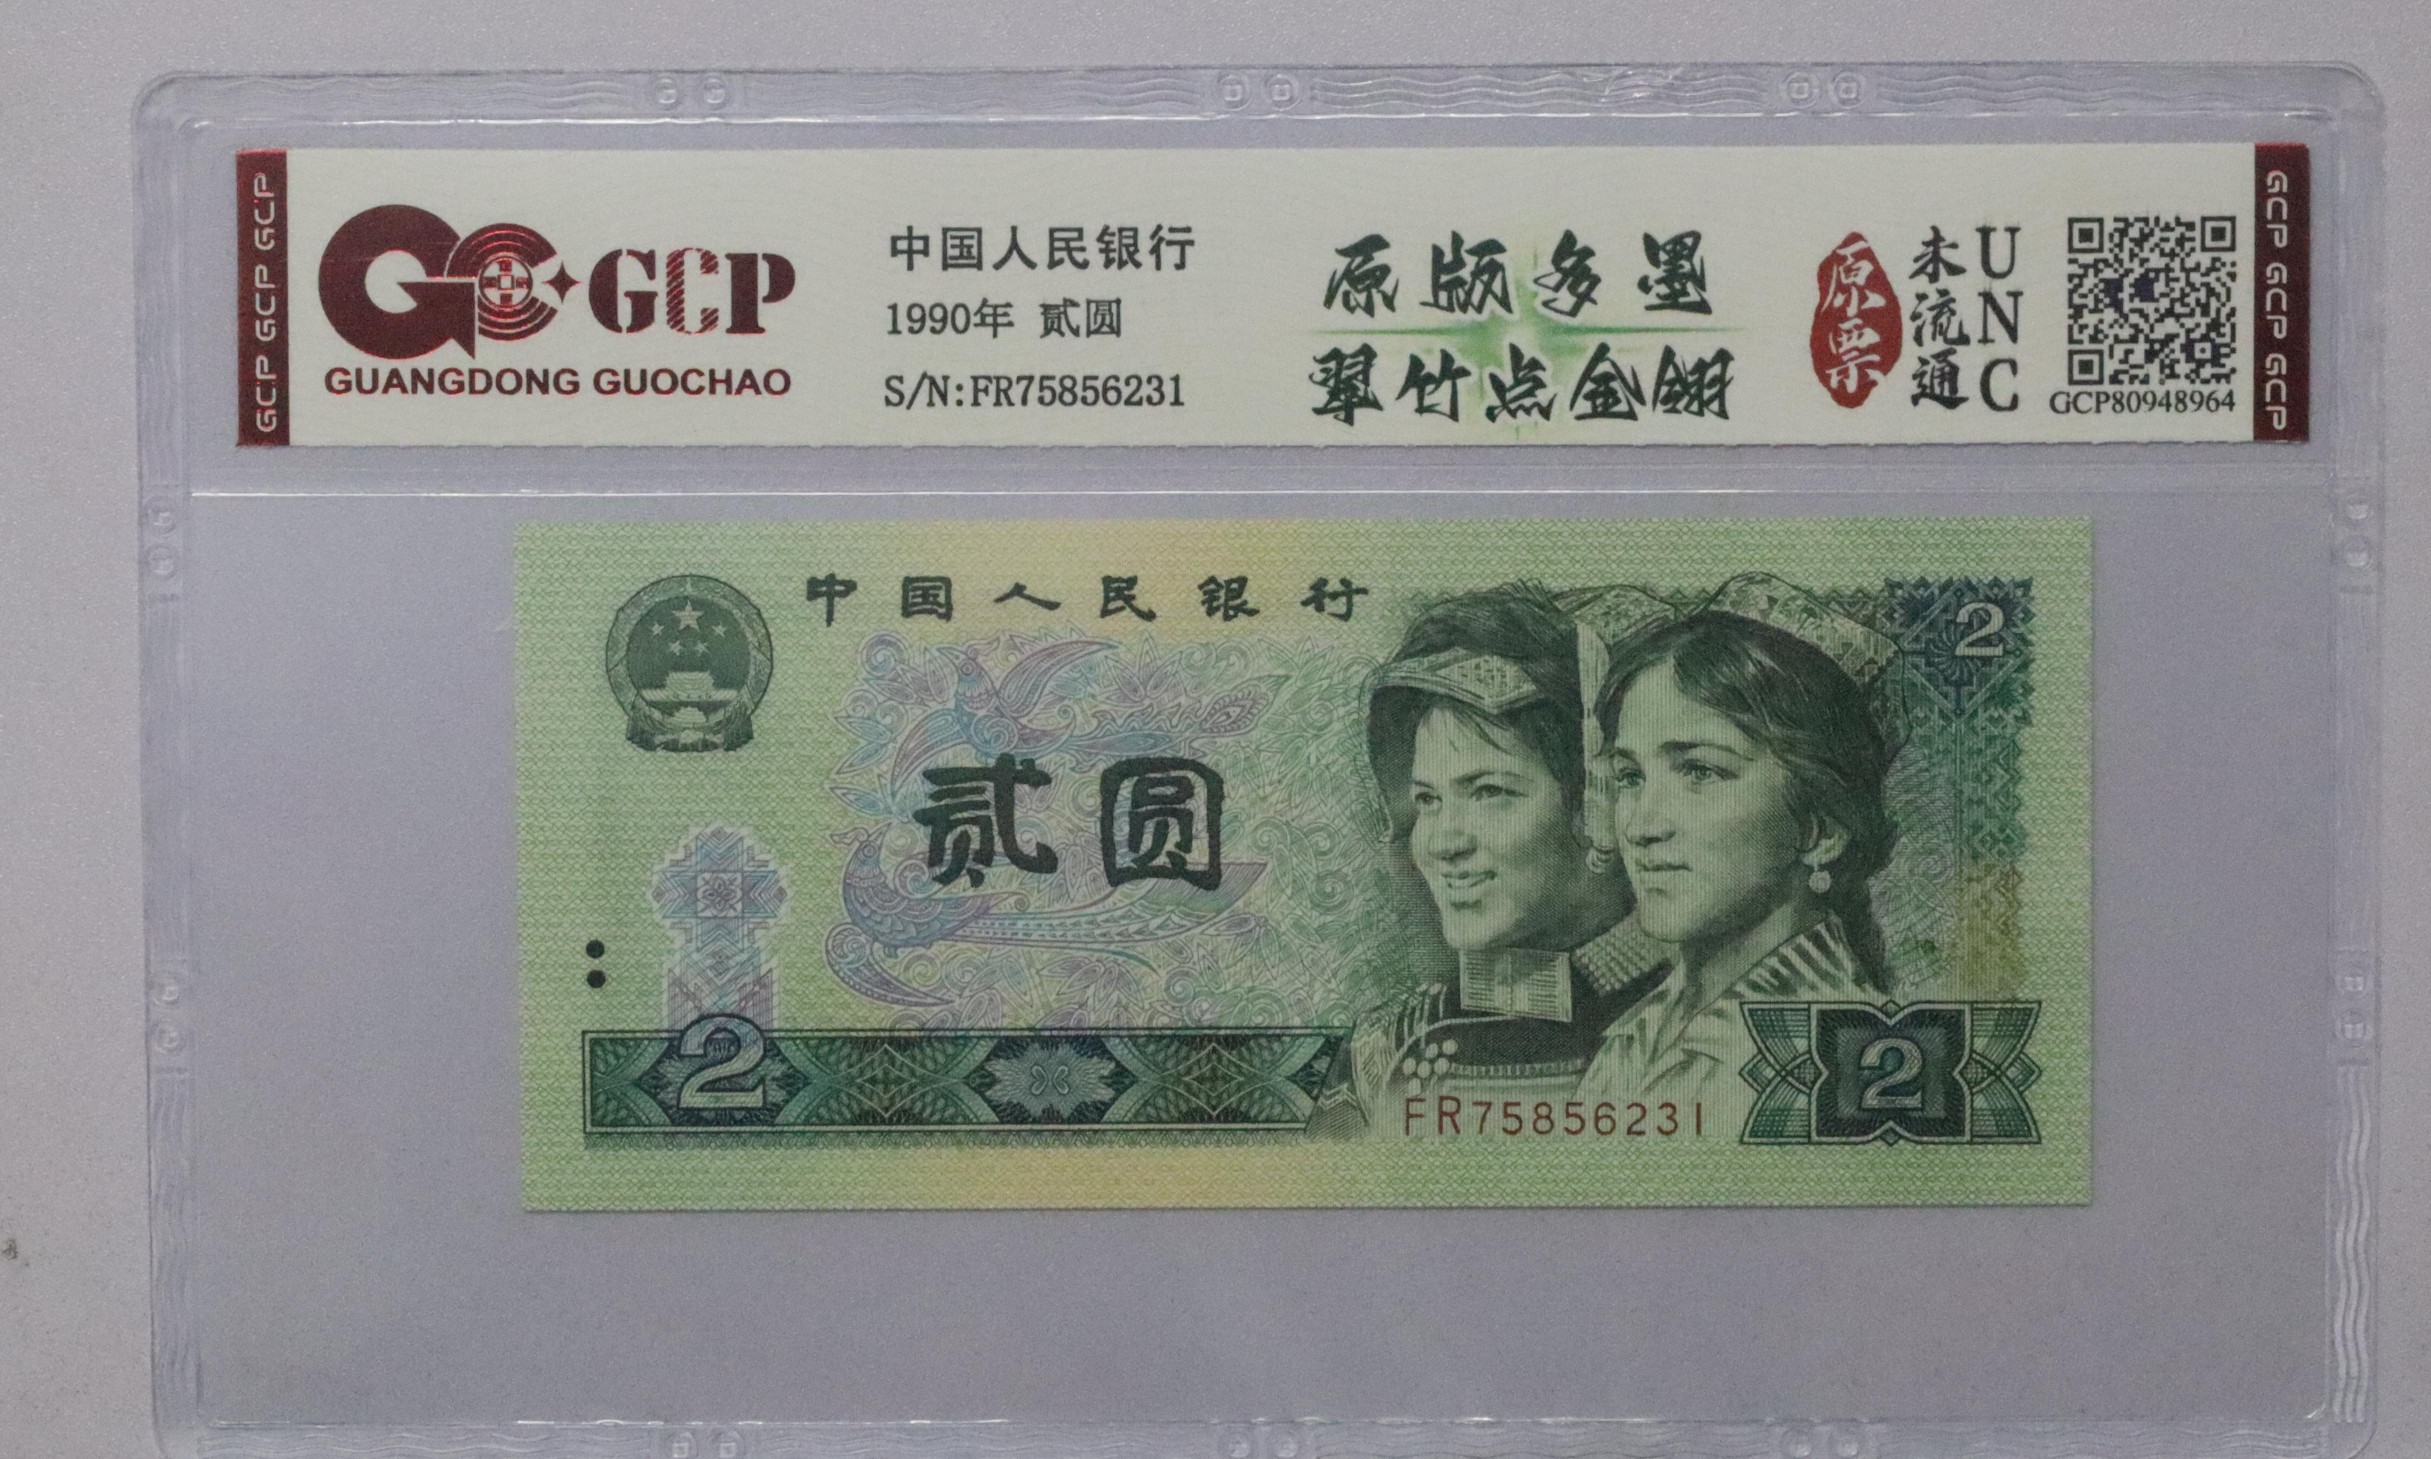 GCP GCP GCP
GCP
GUANGDONG GUOCHAO
中国人民银行
1990年 贰圆
S/N:FR75856231
原版多墨
翠竹点金翎
原票
未流通
UNC
GCP80948964
GCP GCP GCP
中国人民银行
2
贰圆
2
FR75856231
2